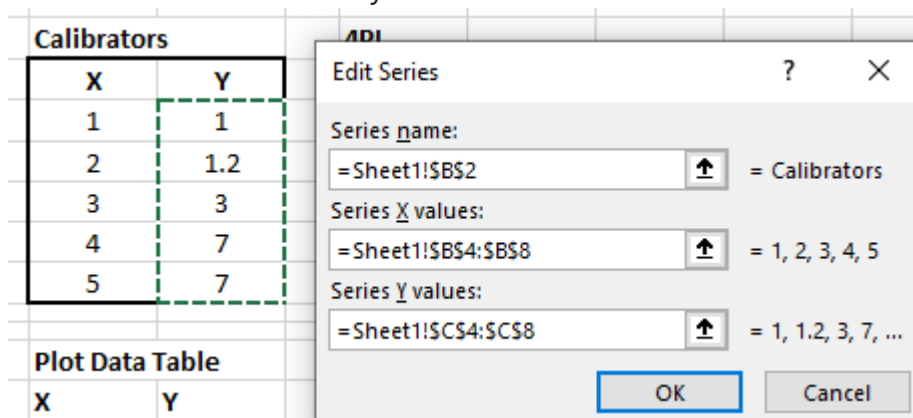 Calibrators
X Y
1 1
2 1.2
3 3
4 7
5 7
Plot Data Table
X Y
Edit Series ? ×
Series name:
=Sheet1!$B$2 = Calibrators
Series X values:
=Sheet1!$B$4:$B$8 = 1, 2, 3, 4, 5
Series Y values:
=Sheet1!$C$4:$C$8 = 1, 1.2, 3, 7, ...
OK Cancel